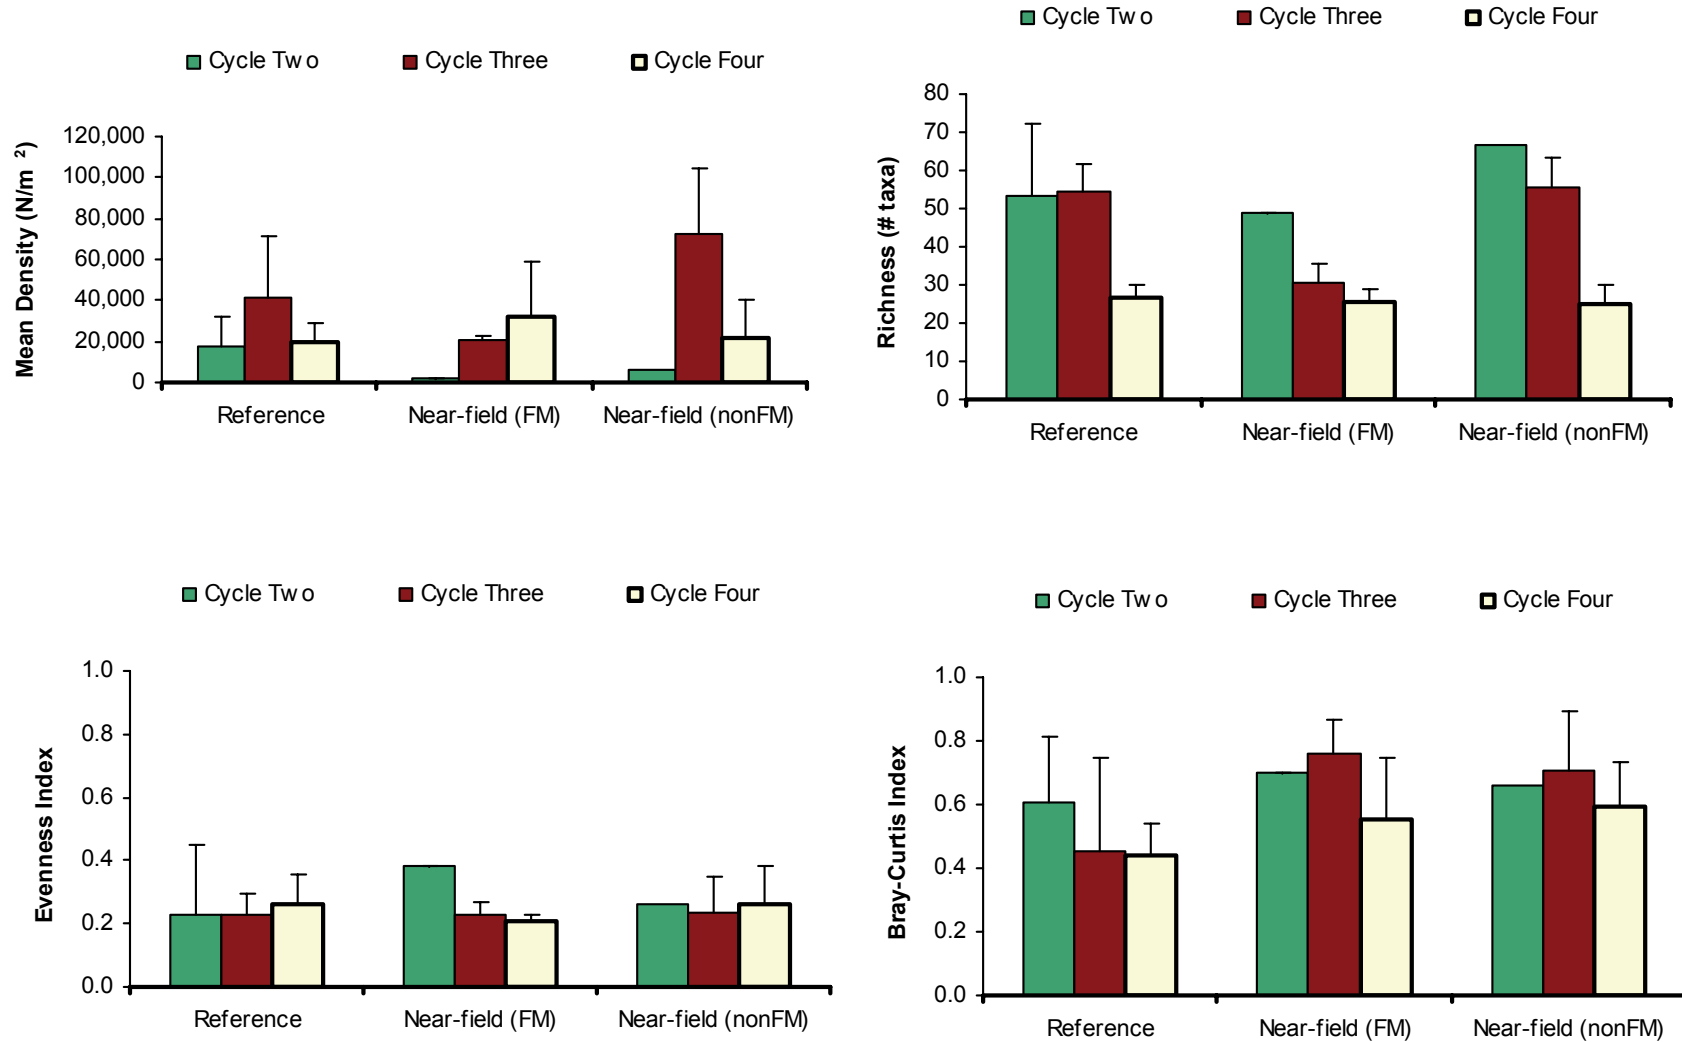 Cycle Two Cycle Three Cycle Four
Mean Density (N/m ²)
120,000
100,000
80,000
60,000
40,000
20,000
0
Reference Near-field (FM) Near-field (nonFM)
Cycle Two Cycle Three Cycle Four
Richness (# taxa)
80
70
60
50
40
30
20
10
0
Reference Near-field (FM) Near-field (nonFM)
Cycle Two Cycle Three Cycle Four
Evenness Index
1.0
0.8
0.6
0.4
0.2
0.0
Reference Near-field (FM) Near-field (nonFM)
Cycle Two Cycle Three Cycle Four
Bray-Curtis Index
1.0
0.8
0.6
0.4
0.2
0.0
Reference Near-field (FM) Near-field (nonFM)